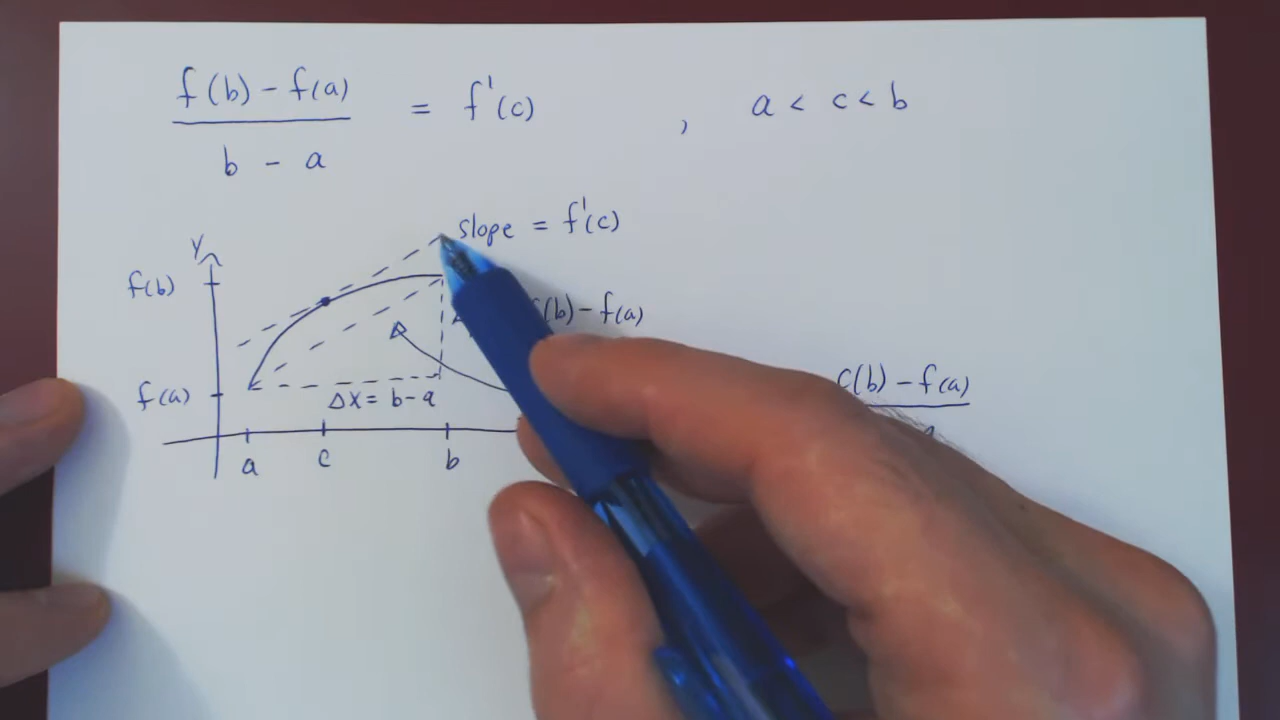 f(b) - f(a)
b - a
= f'(c) , a < c < b
slope = f'(c)
y
f(b)
(b) - f(a)
f(a)
Δx = b - a
(b) - f(a)
a c b